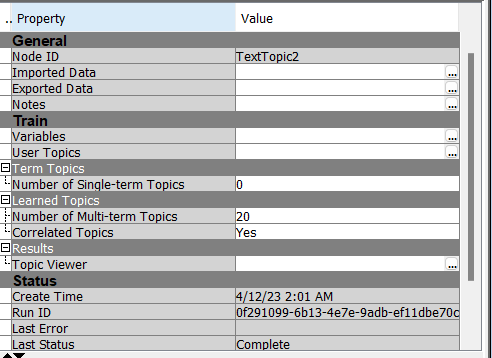 .. Property Value
General
Node ID TextTopic2
Imported Data ...
Exported Data ...
Notes ...
Train
Variables ...
User Topics ...
Term Topics
Number of Single-term Topics 0
Learned Topics
Number of Multi-term Topics 20
Correlated Topics Yes
Results
Topic Viewer ...
Status
Create Time 4/12/23 2:01 AM
Run ID 0f291099-6b13-4e7e-9adb-ef11dbe70c
Last Error
Last Status Complete